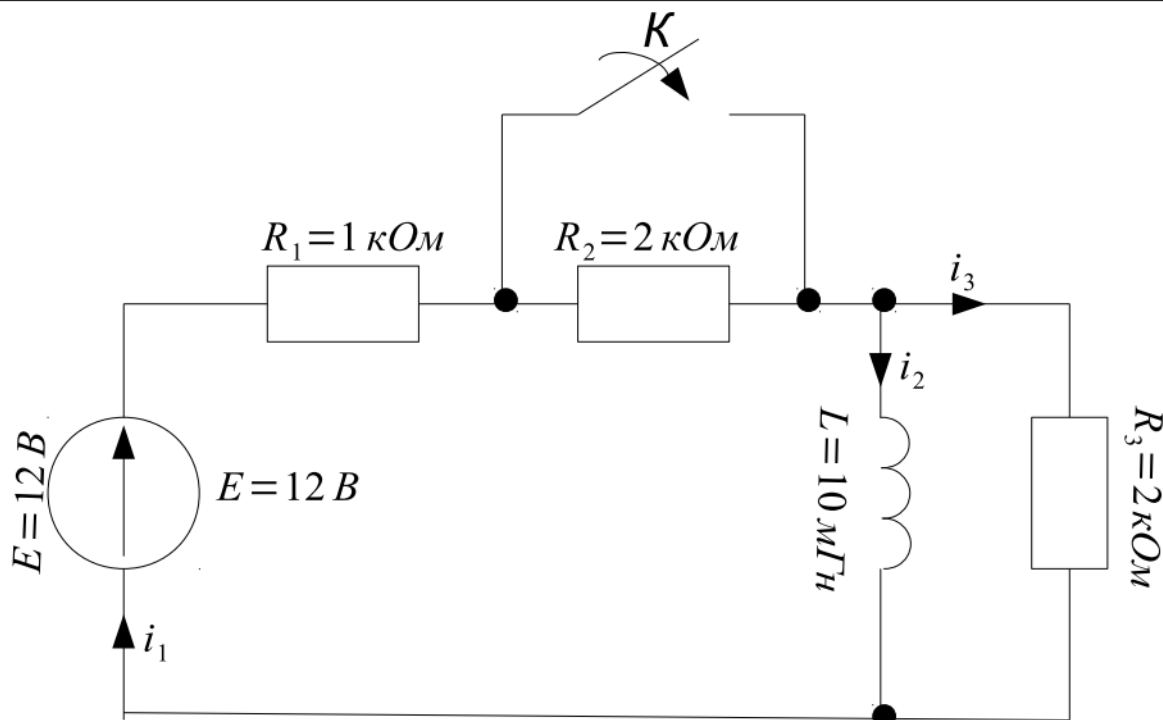 К
R₁=1 кОм
R₂=2 кОм
i₃
i₂
E=12 В
E=12 В
L=10 мГн
R₃=2 кОм
i₁